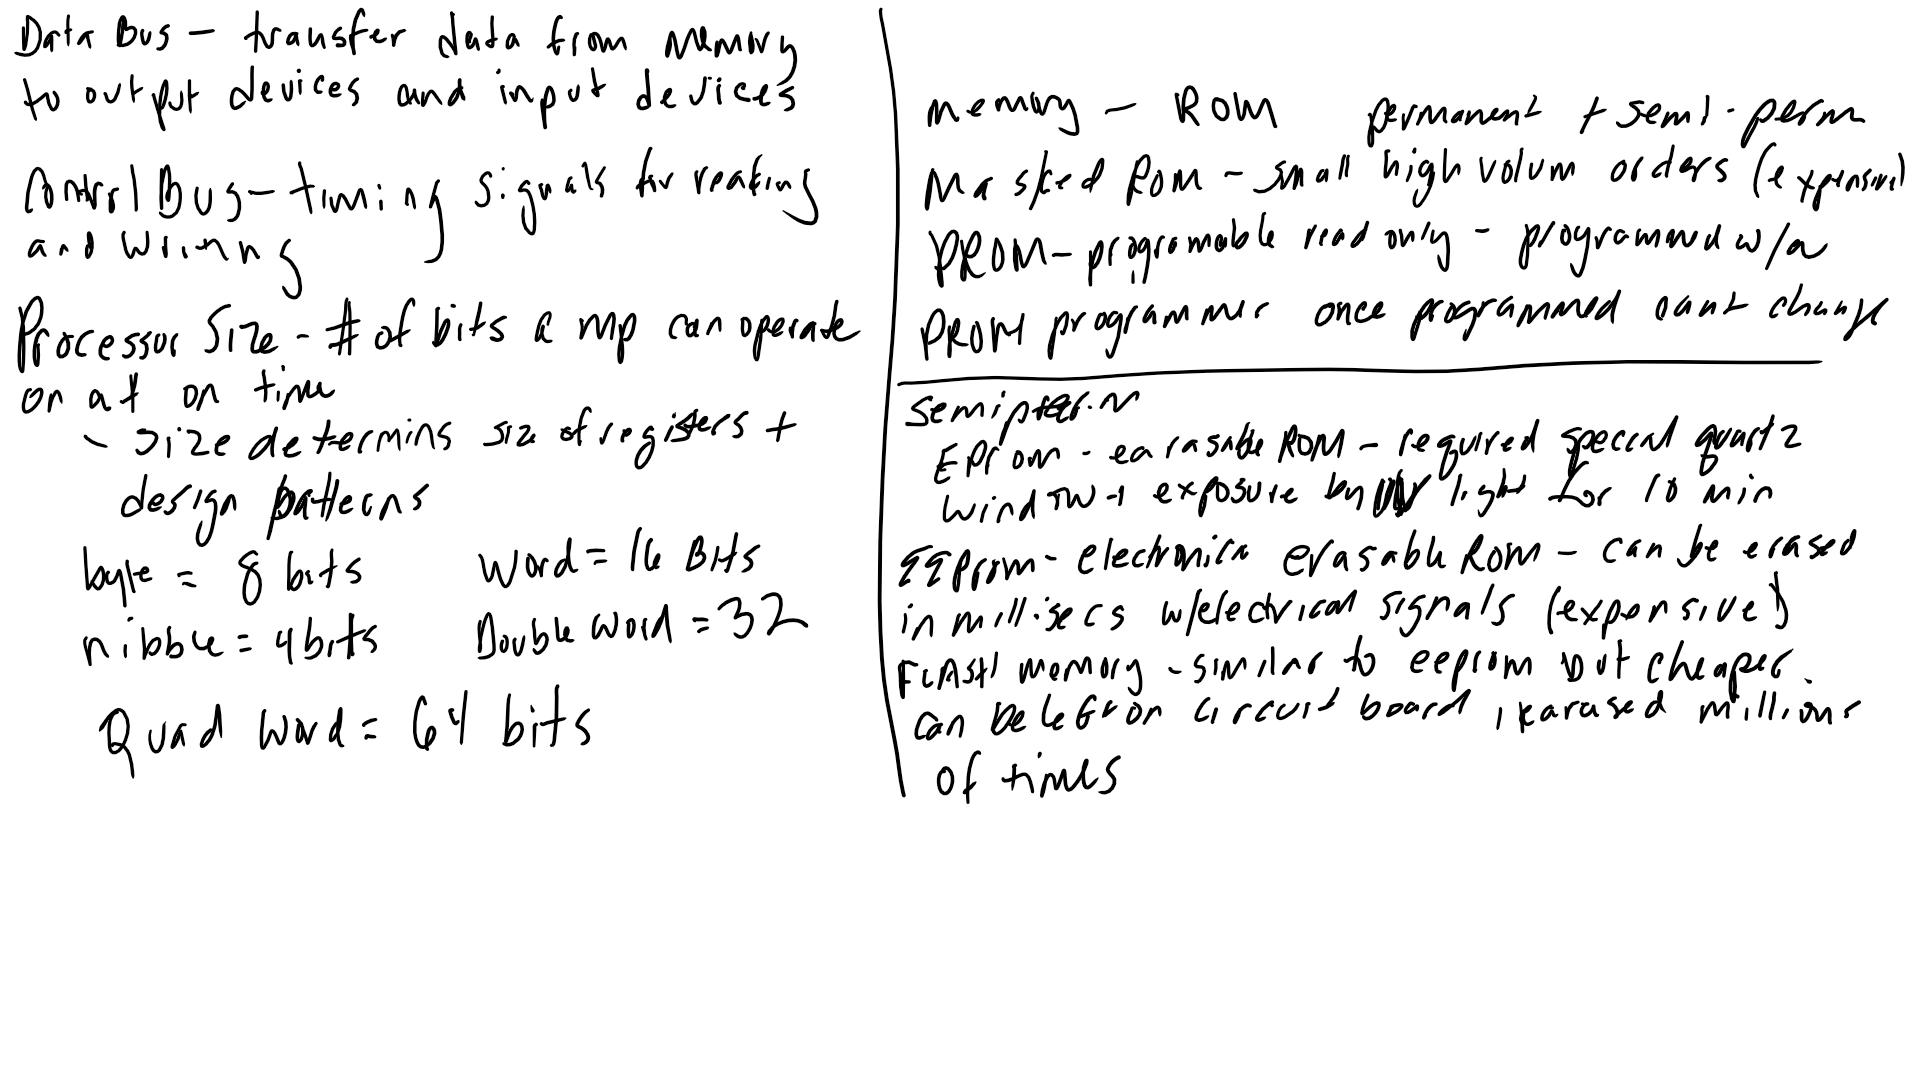 Data Bus – transfer data from memory
to output devices and input devices
Control Bus – timing signals for reading
and writing
Processor Size - # of bits a mp can operate
on at on time
- size determins size of registers +
design patterns
byte = 8 bits
nibble = 4 bits
Word = 16 Bits
Double word = 32
Quad word = 64 bits
memory – ROM permanent + semi-perm
Masked ROM - small high volum orders (expensive)
PROM - programable read only - programmed w/a
PROM programmer once programmed cant change
Semiperm
EProm - earasable ROM - required special quartz
window exposure by UV light for 10 min
EEprom - electronica erasable ROM - can be erased
in millisecs w/electrical signals (expensive)
FLASH memory - similar to eeprom but cheaper.
can be left on circuit board, earased millions
of times